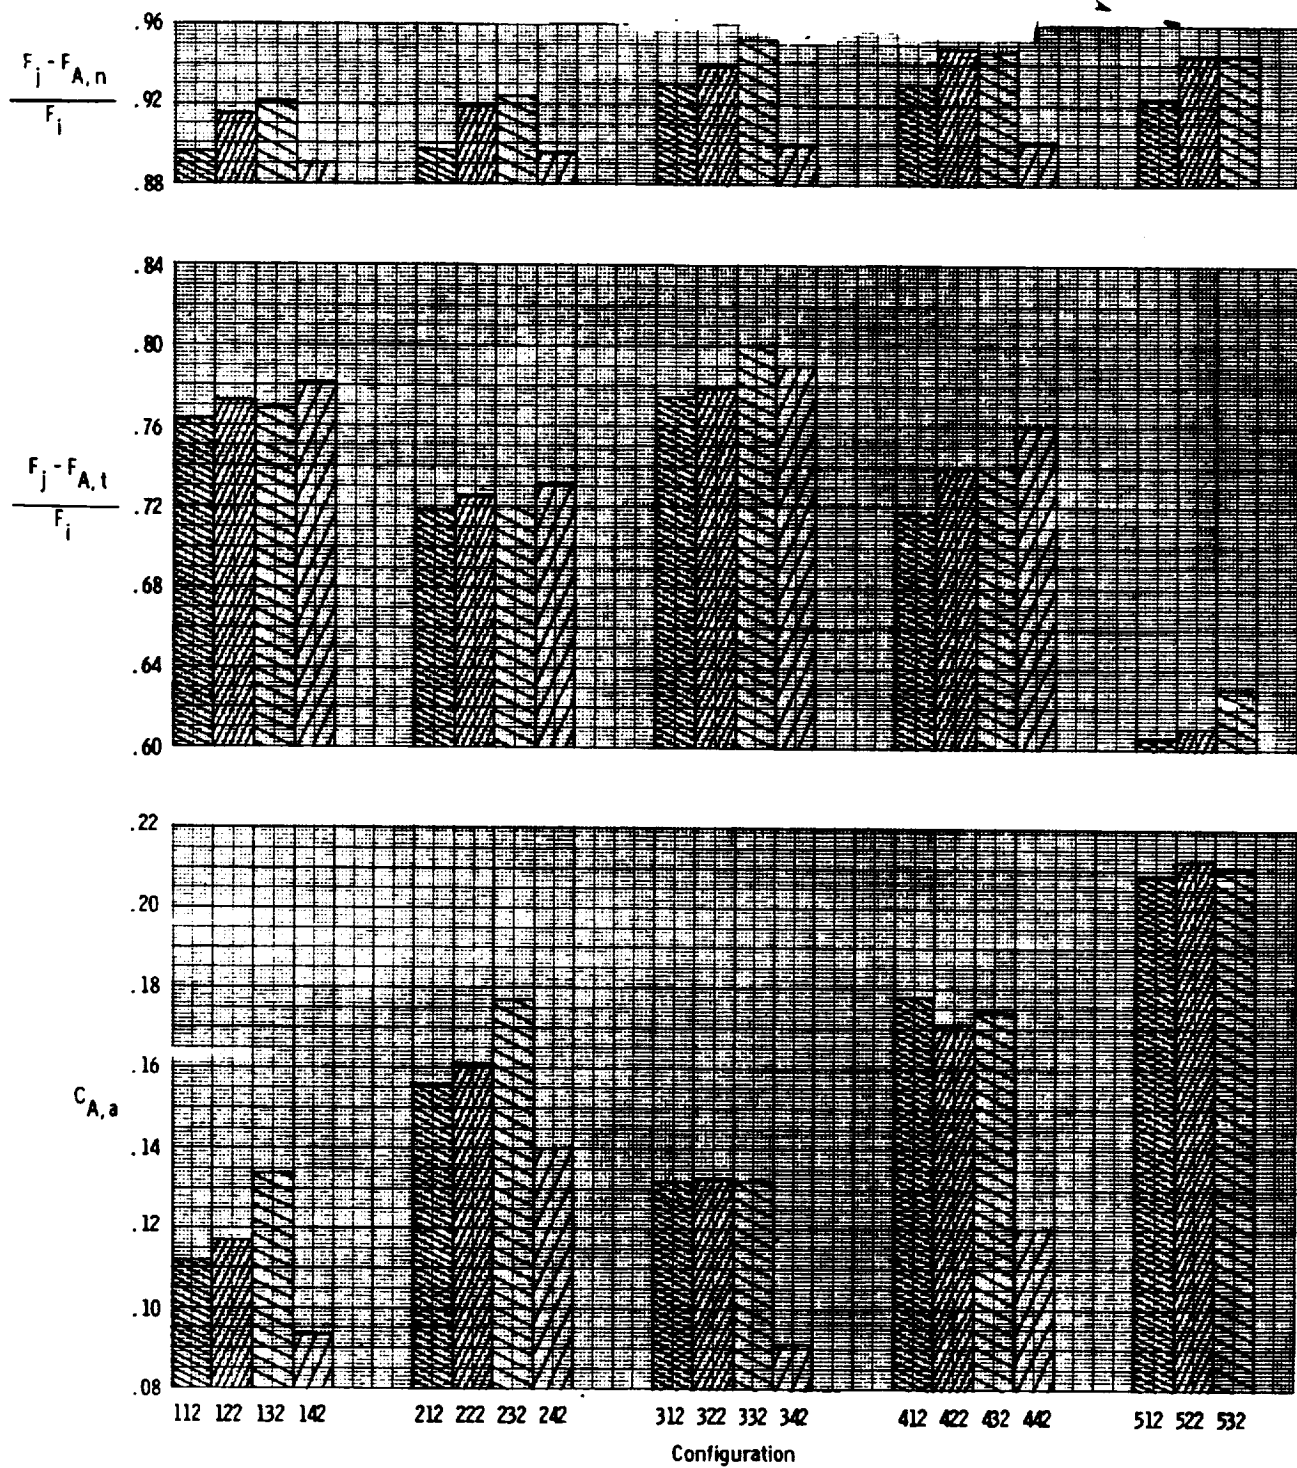 .96
F_j - F_A,n
F_i
.92
.88
.84
.80
.76
F_j - F_A,t
F_i
.72
.68
.64
.60
.22
.20
.18
.16
C_A,a
.14
.12
.10
.08
112 122 132 142 212 222 232 242 312 322 332 342 412 422 432 442 512 522 532
Configuration